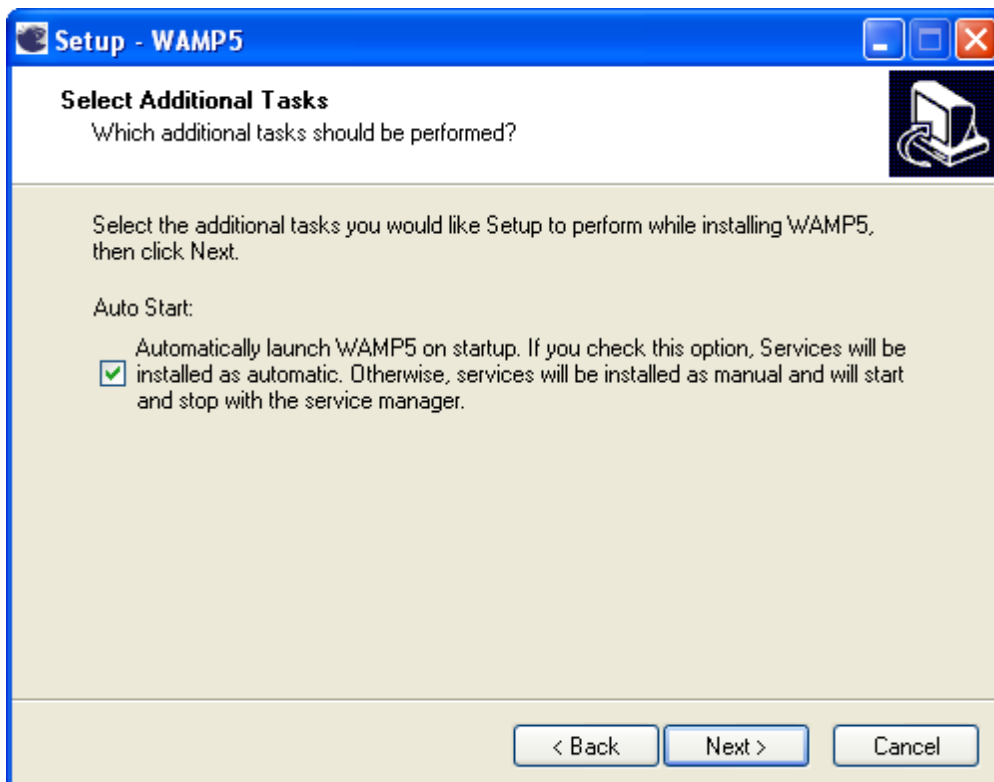 Setup - WAMP5
Select Additional Tasks
Which additional tasks should be performed?
Select the additional tasks you would like Setup to perform while installing WAMP5,
then click Next.
Auto Start:
Automatically launch WAMP5 on startup. If you check this option, Services will be
installed as automatic. Otherwise, services will be installed as manual and will start
and stop with the service manager.
< Back
Next >
Cancel